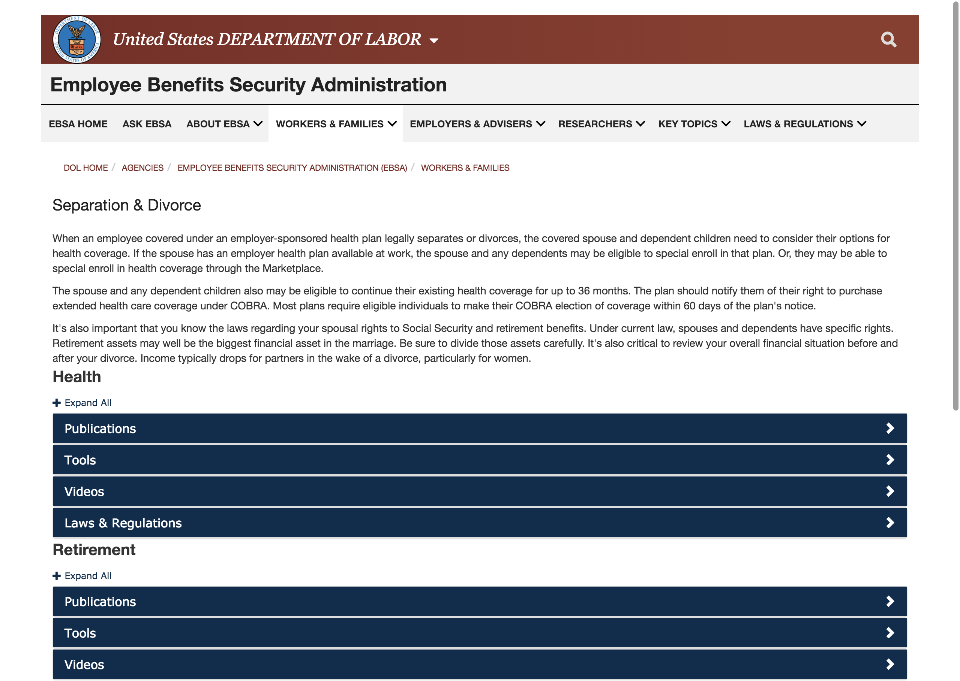 United States DEPARTMENT OF LABOR
Employee Benefits Security Administration
EBSA HOME ASK EBSA ABOUT EBSA WORKERS & FAMILIES EMPLOYERS & ADVISERS RESEARCHERS KEY TOPICS LAWS & REGULATIONS
DOL HOME / AGENCIES / EMPLOYEE BENEFITS SECURITY ADMINISTRATION (EBSA) / WORKERS & FAMILIES
Separation & Divorce
When an employee covered under an employer-sponsored health plan legally separates or divorces, the covered spouse and dependent children need to consider their options for
health coverage. If the spouse has an employer health plan available at work, the spouse and any dependents may be eligible to special enroll in that plan. Or, they may be able to
special enroll in health coverage through the Marketplace.
The spouse and any dependent children also may be eligible to continue their existing health coverage for up to 36 months. The plan should notify them of their right to purchase
extended health care coverage under COBRA. Most plans require eligible individuals to make their COBRA election of coverage within 60 days of the plan's notice.
It's also important that you know the laws regarding your spousal rights to Social Security and retirement benefits. Under current law, spouses and dependents have specific rights.
Retirement assets may well be the biggest financial asset in the marriage. Be sure to divide those assets carefully. It's also critical to review your overall financial situation before and
after your divorce. Income typically drops for partners in the wake of a divorce, particularly for women.
Health
Expand All
Publications
Tools
Videos
Laws & Regulations
Retirement
Expand All
Publications
Tools
Videos